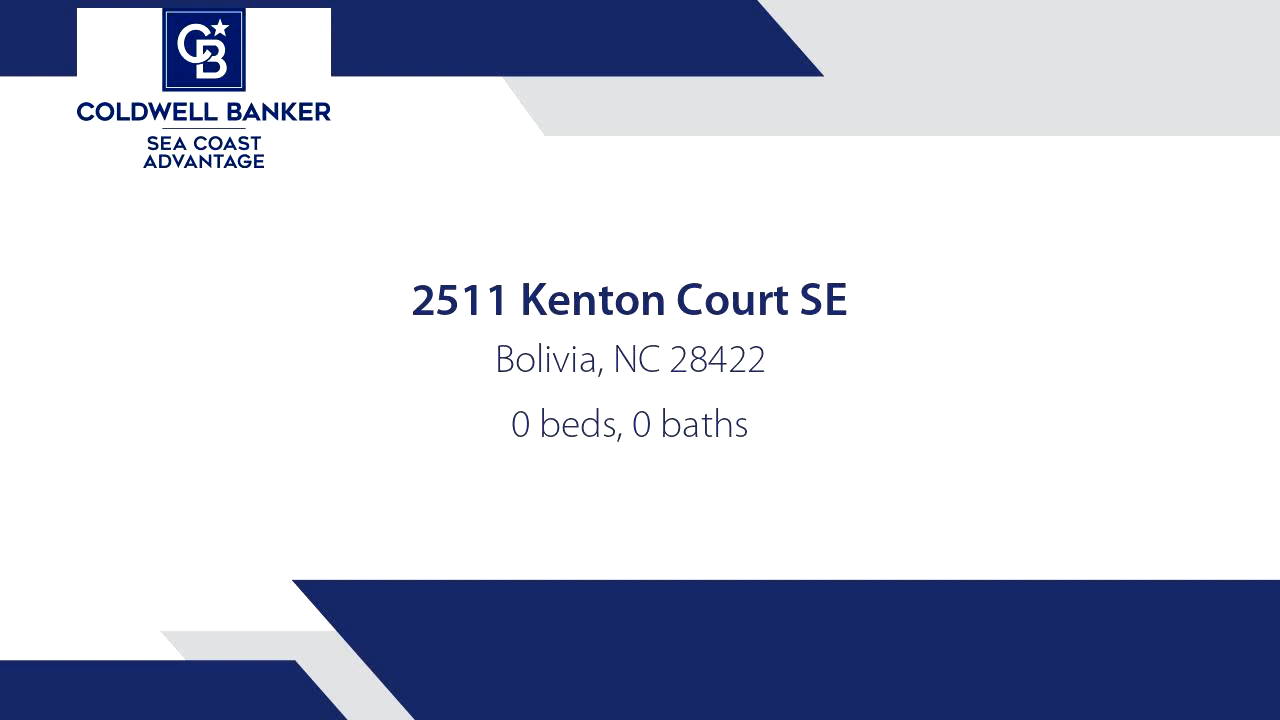 CB
COLDWELL BANKER
SEA COAST
ADVANTAGE
2511 Kenton Court SE
Bolivia, NC 28422
0 beds, 0 baths